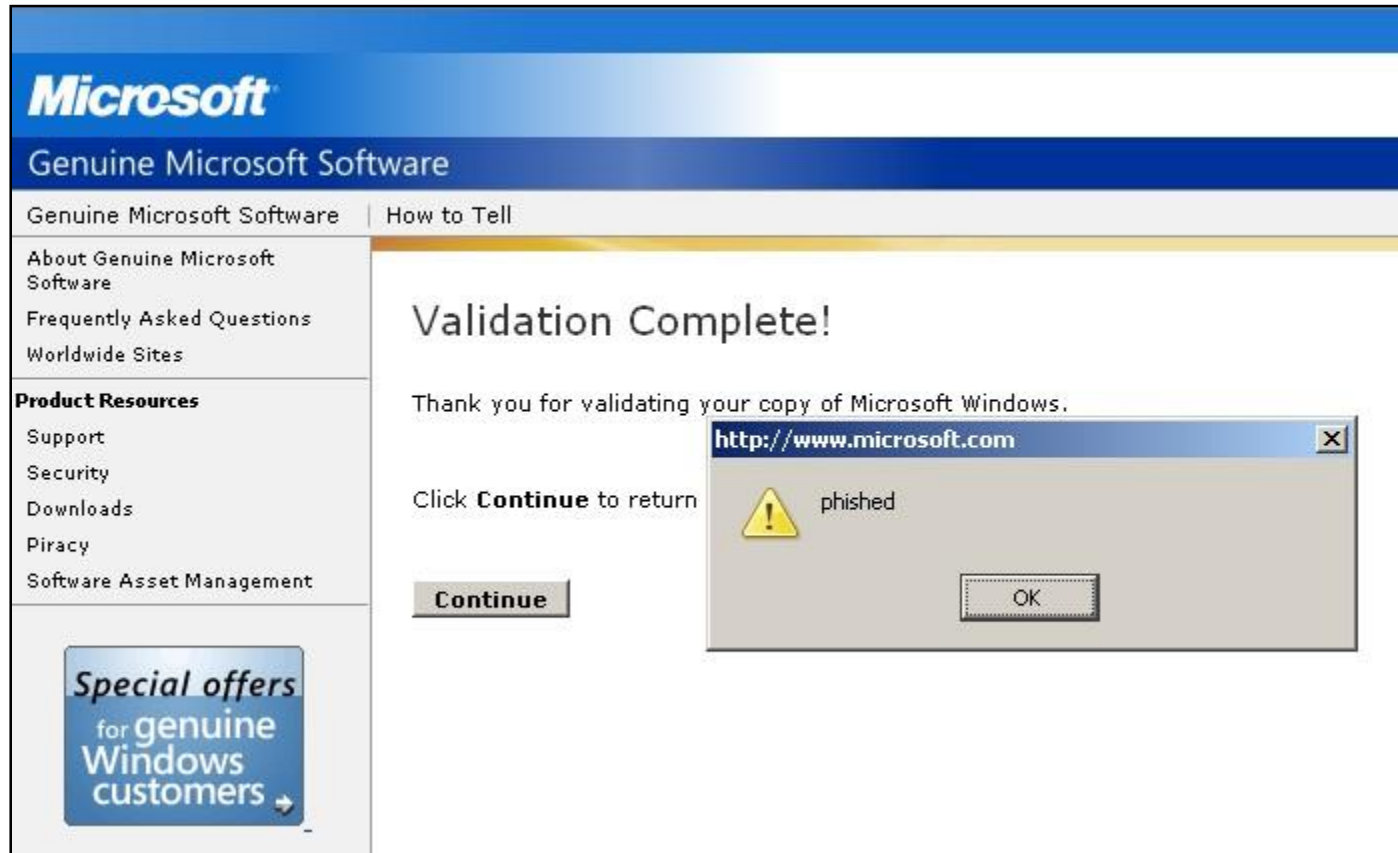 Microsoft
Genuine Microsoft Software
Genuine Microsoft Software | How to Tell
About Genuine Microsoft
Software
Frequently Asked Questions
Worldwide Sites
Product Resources
Support
Security
Downloads
Piracy
Software Asset Management
Special offers
for genuine
Windows
customers
Validation Complete!
Thank you for validating your copy of Microsoft Windows.
Click Continue to return
Continue
http://www.microsoft.com
phished
OK